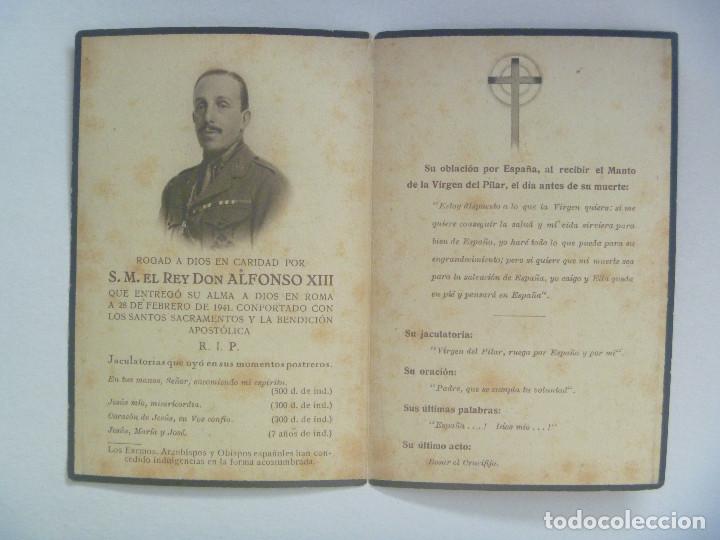 ROGAD A DIOS EN CARIDAD POR
S. M. EL REY DON ALFONSO XIII
QUE ENTREGÓ SU ALMA A DIOS EN ROMA
A 28 DE FEBRERO DE 1941. CONFORTADO CON
LOS SANTOS SACRAMENTOS Y LA BENDICIÓN
APOSTÓLICA
R. I. P.
Jaculatorias que oyó en sus momentos postreros.
En tus manos, Señor, encomiendo mi espíritu.
(500 d. de ind.)
Jesús mío, misericordia. (300 d. de ind.)
Corazón de Jesús, en Vos confío. (300 d. de ind.)
Jesús, María y José. (7 años de ind.)
Los Excmos. Arzobispos y Obispos españoles han
concedido indulgencias en la forma acostumbrada.
Su oblación por España, al recibir el Manto
de la Virgen del Pilar, el día antes de su muerte:
"Estoy dispuesto a lo que la Virgen quiera: si me
quiere conseguir la salud y mi vida sirviera para
bien de España, yo haré todo lo que pueda para su
engrandecimiento; pero si quiere que mi muerte sea
para la salvación de España, yo caigo y Ella queda
en pié y pensará en España".
Su jaculatoria:
"Virgen del Pilar, ruega por España y por mí".
Su oración:
"Padre, que se cumpla tu voluntad".
Sus últimas palabras:
"España. . .! Dios mío. . .!"
Su último acto:
Besar el Crucifijo.
todocoleccion